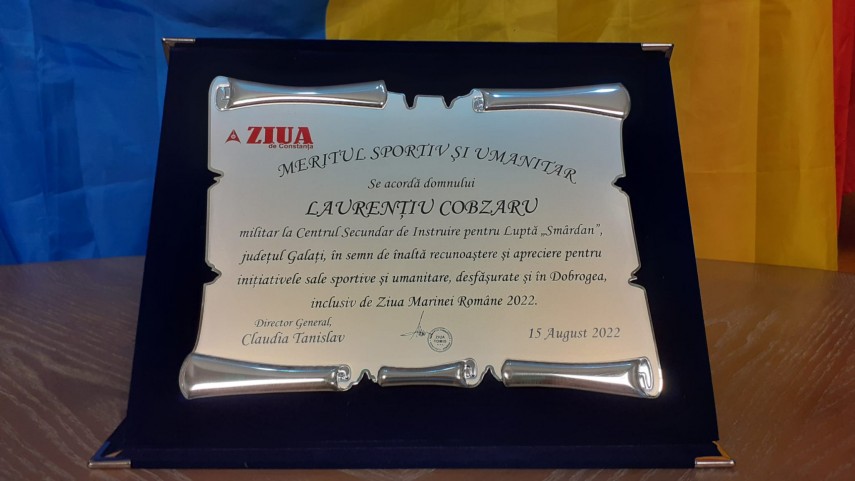 ZIUA
de Constanța
MERITUL SPORTIV ȘI UMANITAR
Se acordă domnului
LAURENȚIU COBZARU
militar la Centrul Secundar de Instruire pentru Luptă „Smârdan”,
județul Galați, în semn de înaltă recunoaștere și apreciere pentru
inițiativele sale sportive și umanitare, desfășurate și în Dobrogea,
inclusiv de Ziua Marinei Române 2022.
Director General,
Claudia Tanislav
15 August 2022